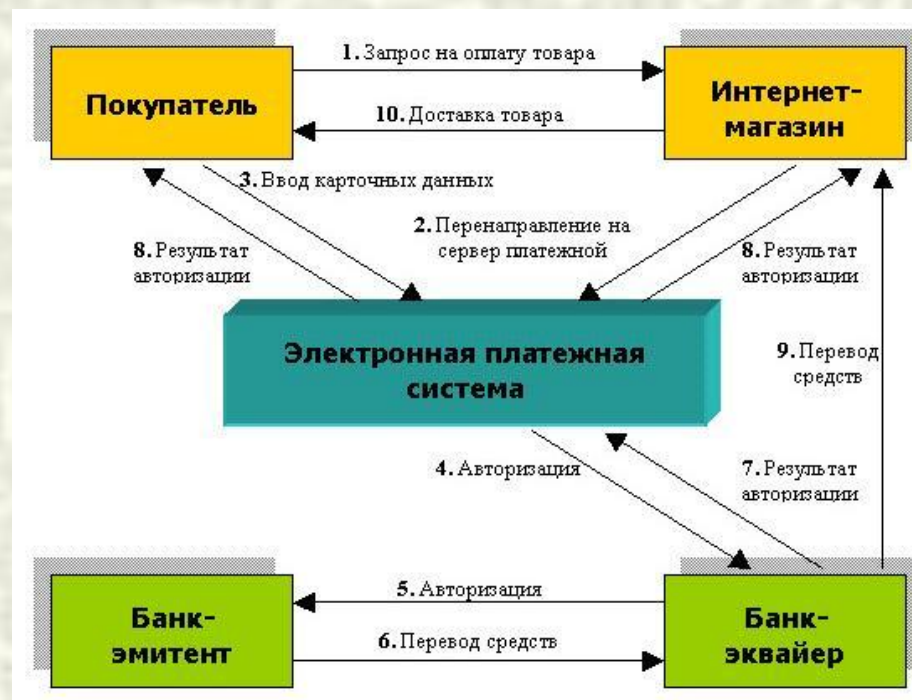 1. Запрос на оплату товара
Покупатель
Интернет-
магазин
10. Доставка товара
3. Ввод карточных данных
2. Перенаправление на
сервер платежной
8. Результат
авторизации
8. Результат
авторизации
Электронная платежная
система
9. Перевод
средств
4. Авторизация
7. Результат
авторизации
5. Авторизация
Банк-
эмитент
6. Перевод средств
Банк-
эквайер